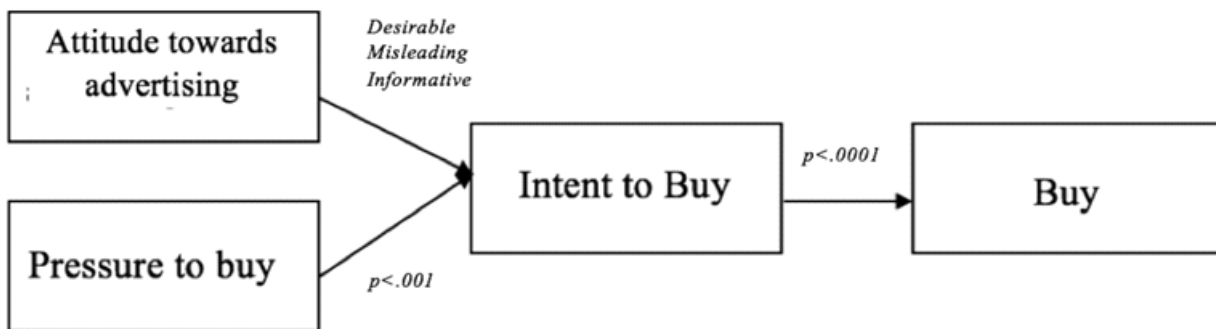 Attitude towards
advertising
Desirable
Misleading
Informative
Pressure to buy
p<.001
Intent to Buy
p<.0001
Buy